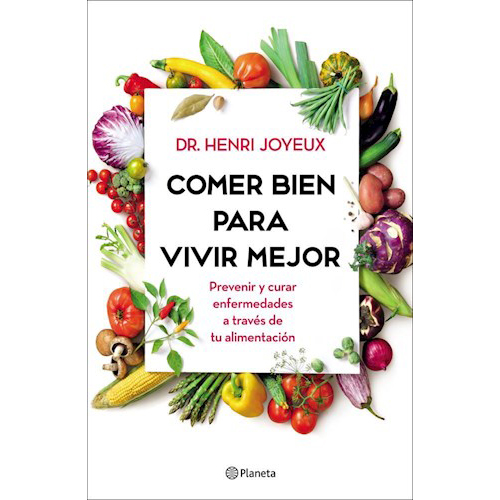 DR. HENRI JOYEUX
COMER BIEN
PARA
VIVIR MEJOR
Prevenir y curar
enfermedades
a través de
tu alimentación
Planeta